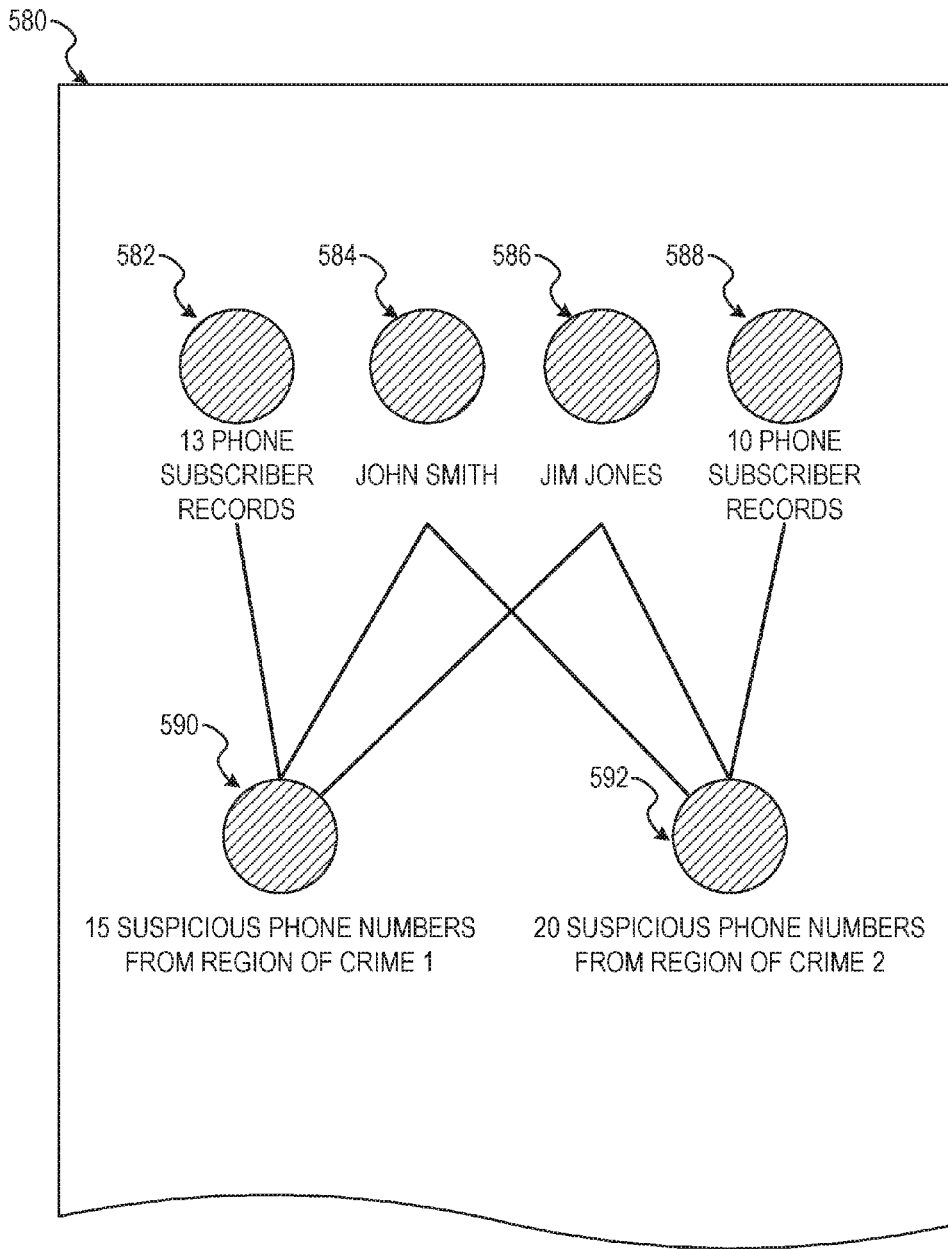 580
582
584
586
588
13 PHONE
SUBSCRIBER
RECORDS
JOHN SMITH
JIM JONES
10 PHONE
SUBSCRIBER
RECORDS
590
592
15 SUSPICIOUS PHONE NUMBERS
FROM REGION OF CRIME 1
20 SUSPICIOUS PHONE NUMBERS
FROM REGION OF CRIME 2